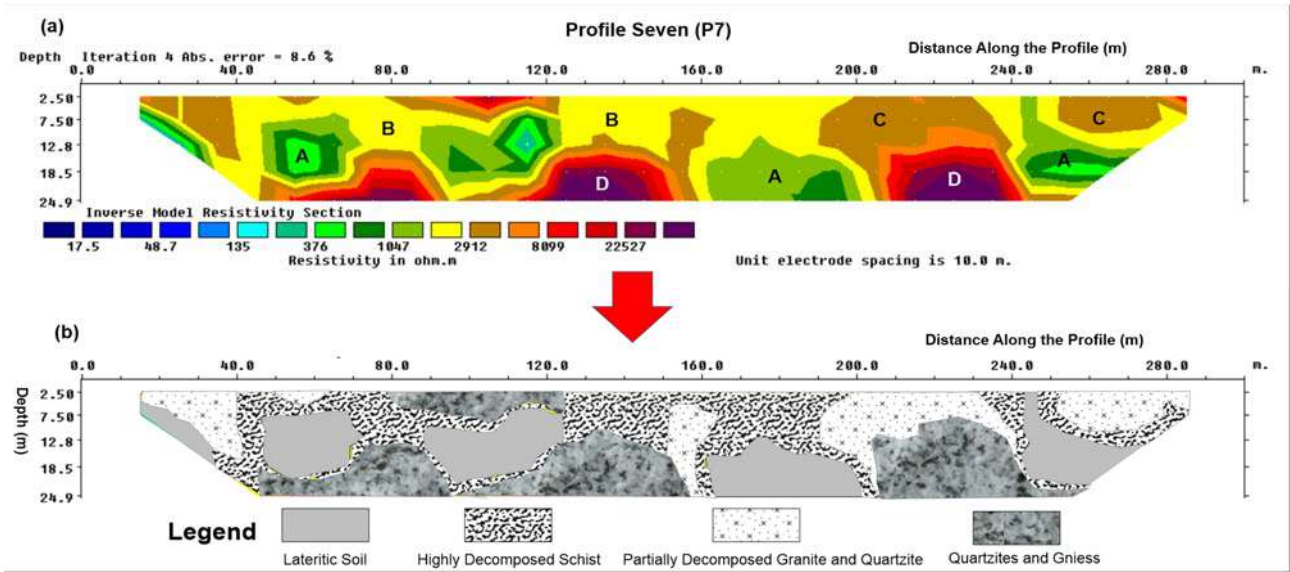 (a)
Profile Seven (P7)
Depth Iteration 4 Abs. error = 8.6 %
Distance Along the Profile (m)
0.0 40.0 80.0 120.0 160.0 200.0 240.0 280.0 m.
2.50
7.50
12.8
18.5
24.9
A B B C C
D A D A
Inverse Model Resistivity Section
17.5 48.7 135 376 1047 2912 8099 22527
Resistivity in ohm.m
Unit electrode spacing is 10.0 m.
(b)
Distance Along the Profile (m)
0.0 40.0 80.0 120.0 160.0 200.0 240.0 280.0 m.
Depth (m)
2.50
7.50
12.8
18.5
24.9
Legend
Lateritic Soil
Highly Decomposed Schist
Partially Decomposed Granite and Quartzite
Quartzites and Gniess